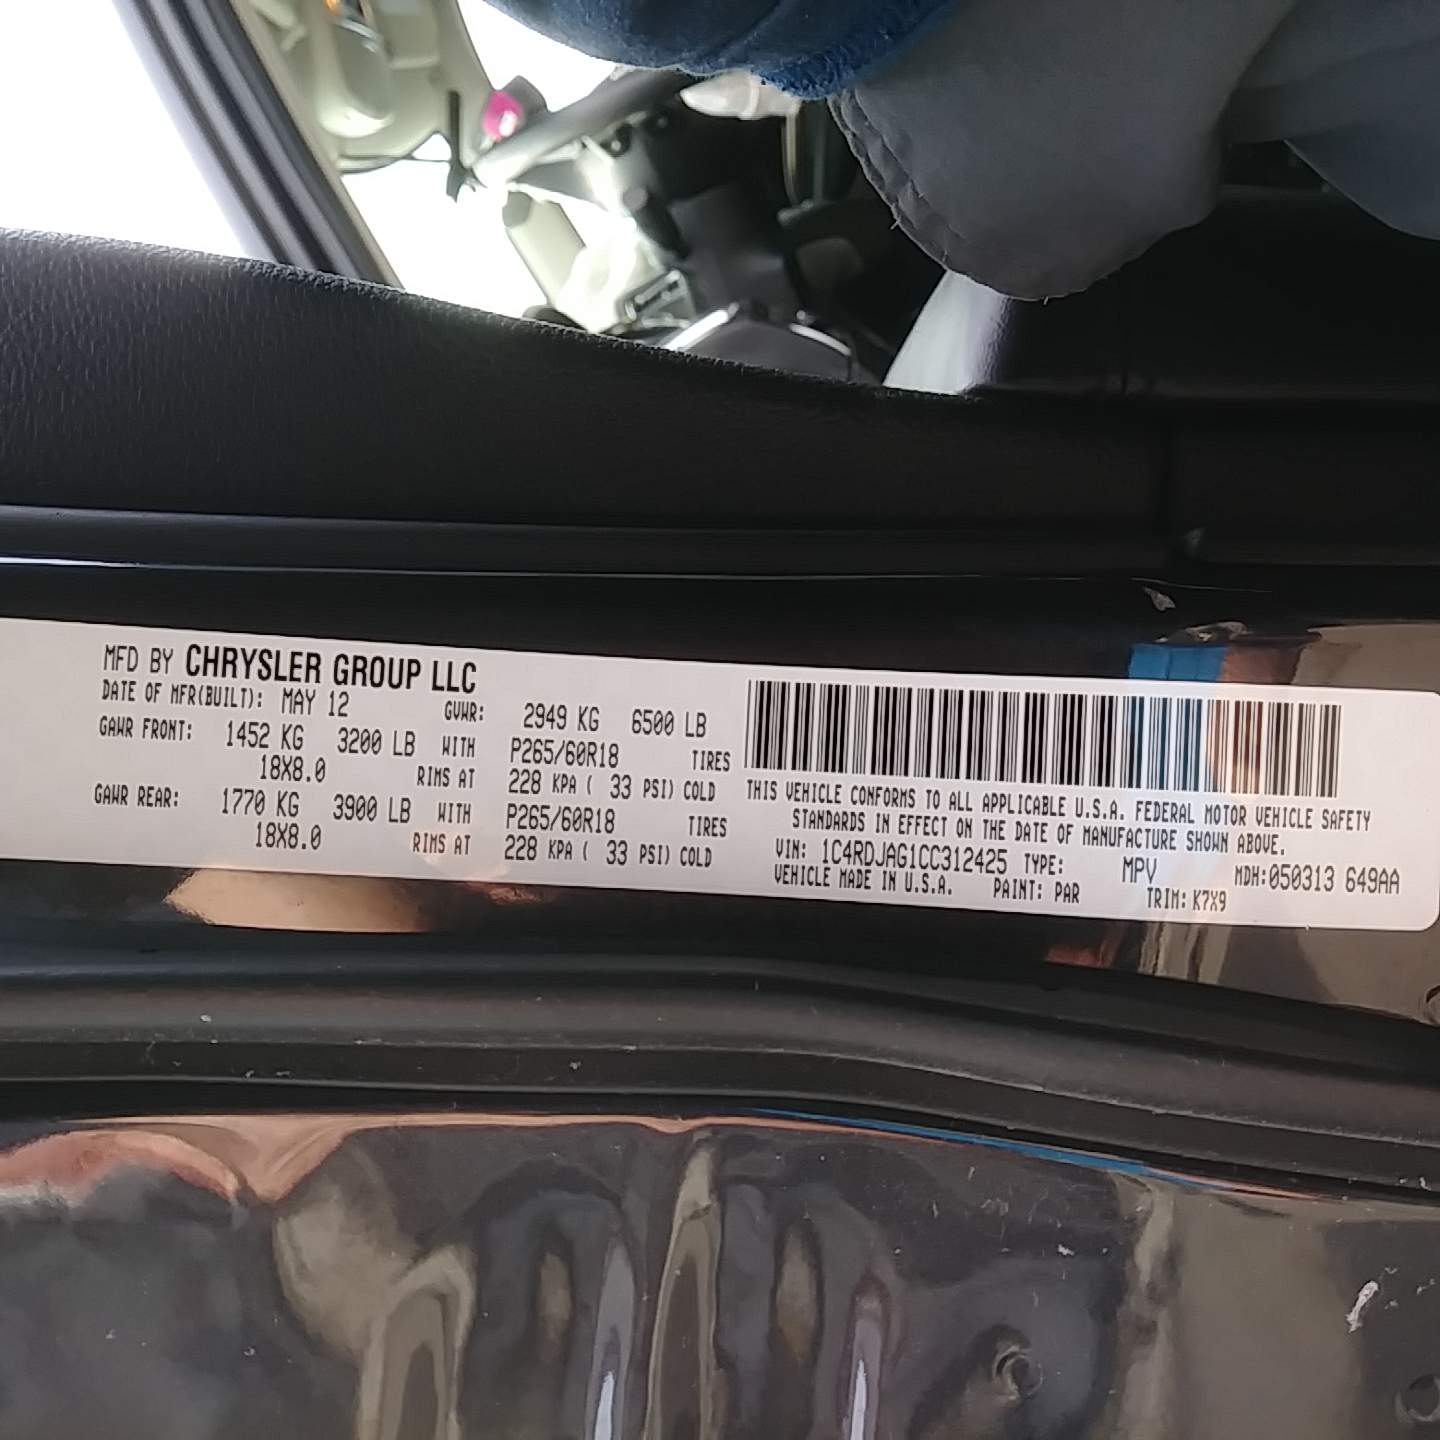 MFD BY CHRYSLER GROUP LLC
DATE OF MFR(BUILT): MAY 12 GVWR: 2949 KG 6500 LB
GAWR FRONT: 1452 KG 3200 LB WITH P265/60R18 TIRES
18X8.0 RIMS AT 228 KPA ( 33 PSI) COLD
GAWR REAR: 1770 KG 3900 LB WITH P265/60R18 TIRES
18X8.0 RIMS AT 228 KPA ( 33 PSI) COLD
THIS VEHICLE CONFORMS TO ALL APPLICABLE U.S.A. FEDERAL MOTOR VEHICLE SAFETY
STANDARDS IN EFFECT ON THE DATE OF MANUFACTURE SHOWN ABOVE.
VIN: 1C4RDJAG1CC312425 TYPE: MPV MDH:050313 649AA
VEHICLE MADE IN U.S.A. PAINT: PAR TRIM: K7X9